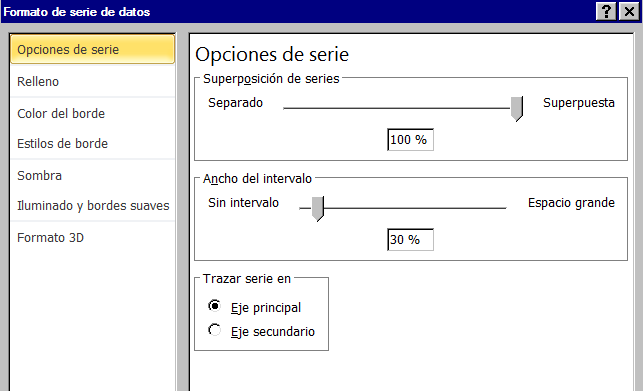 Formato de serie de datos
Opciones de serie
Relleno
Color del borde
Estilos de borde
Sombra
Iluminado y bordes suaves
Formato 3D
Opciones de serie
Superposición de series
Separado Superpuesta
100 %
Ancho del intervalo
Sin intervalo Espacio grande
30 %
Trazar serie en
Eje principal
Eje secundario